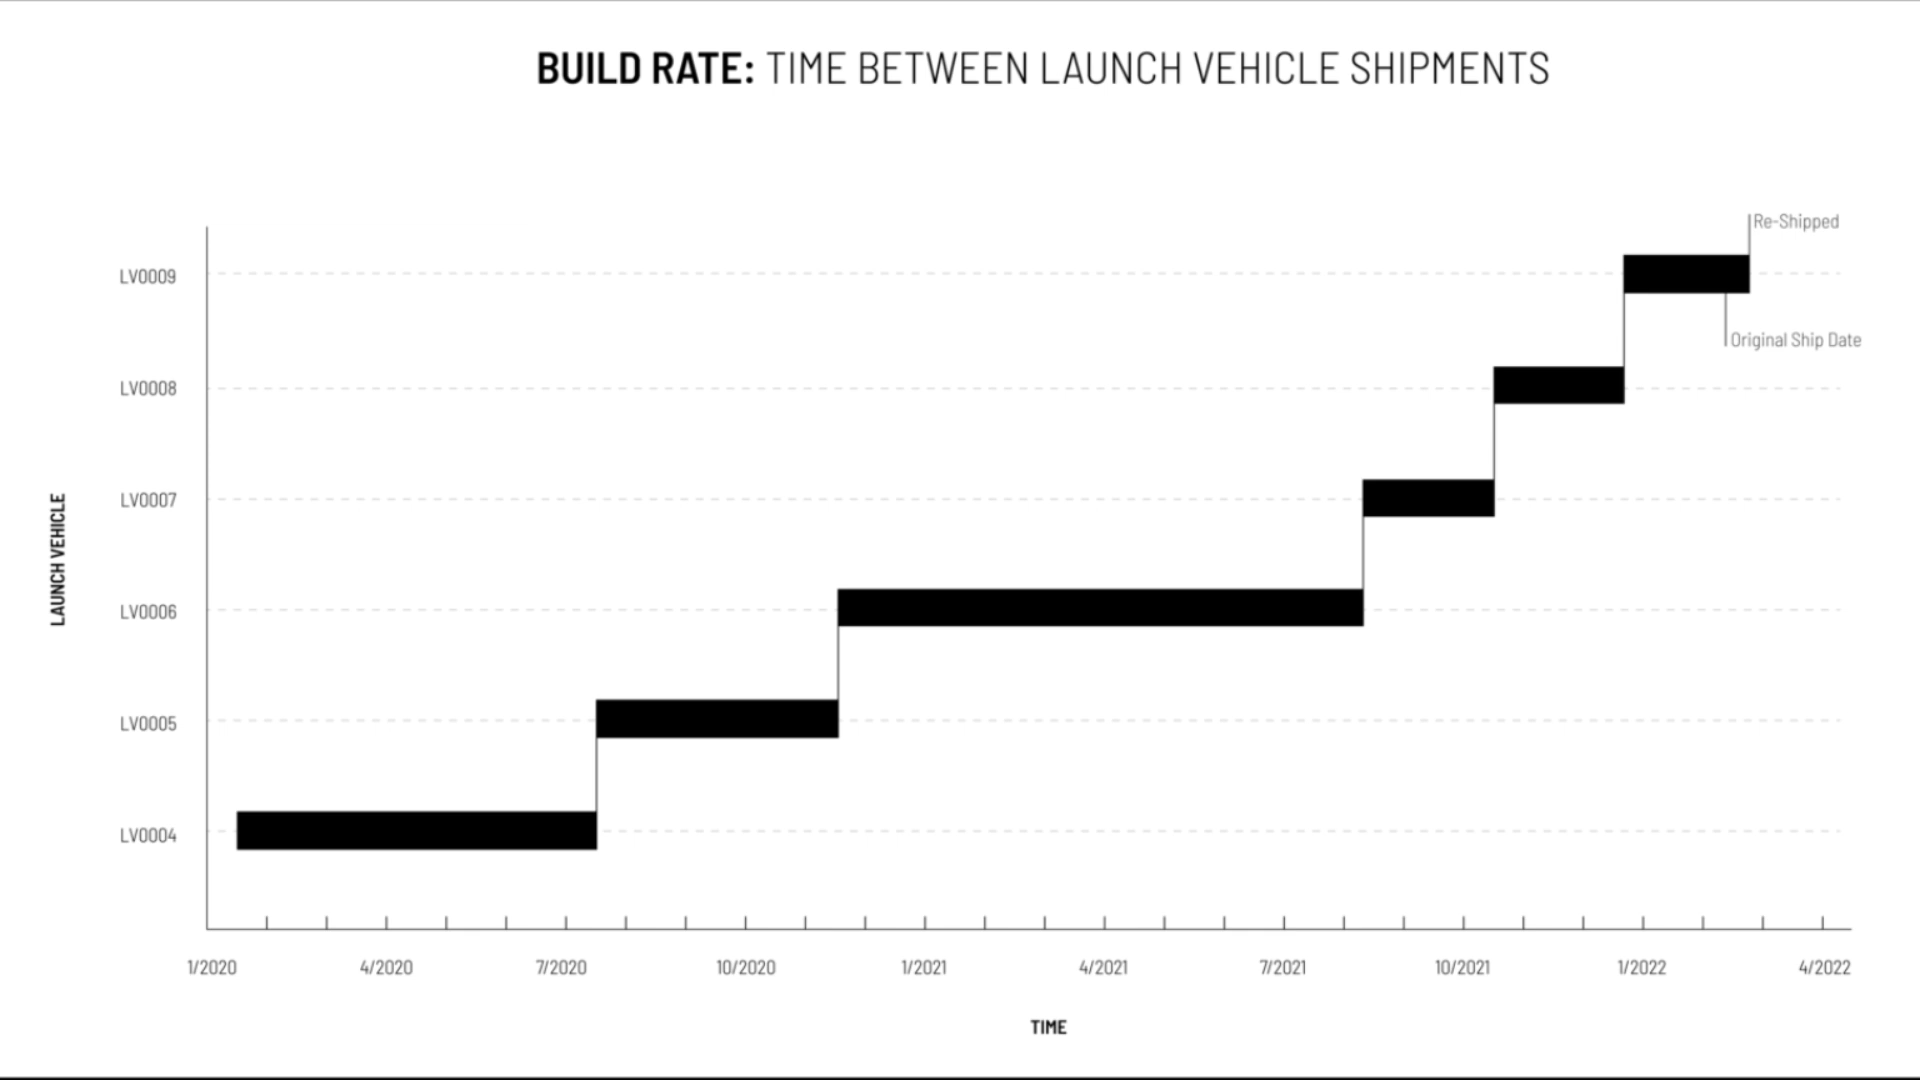 BUILD RATE: TIME BETWEEN LAUNCH VEHICLE SHIPMENTS
Re-Shipped
LV0009
Original Ship Date
LV0008
LV0007
LAUNCH VEHICLE
LV0006
LV0005
LV0004
1/2020 4/2020 7/2020 10/2020 1/2021 4/2021 7/2021 10/2021 1/2022 4/2022
TIME